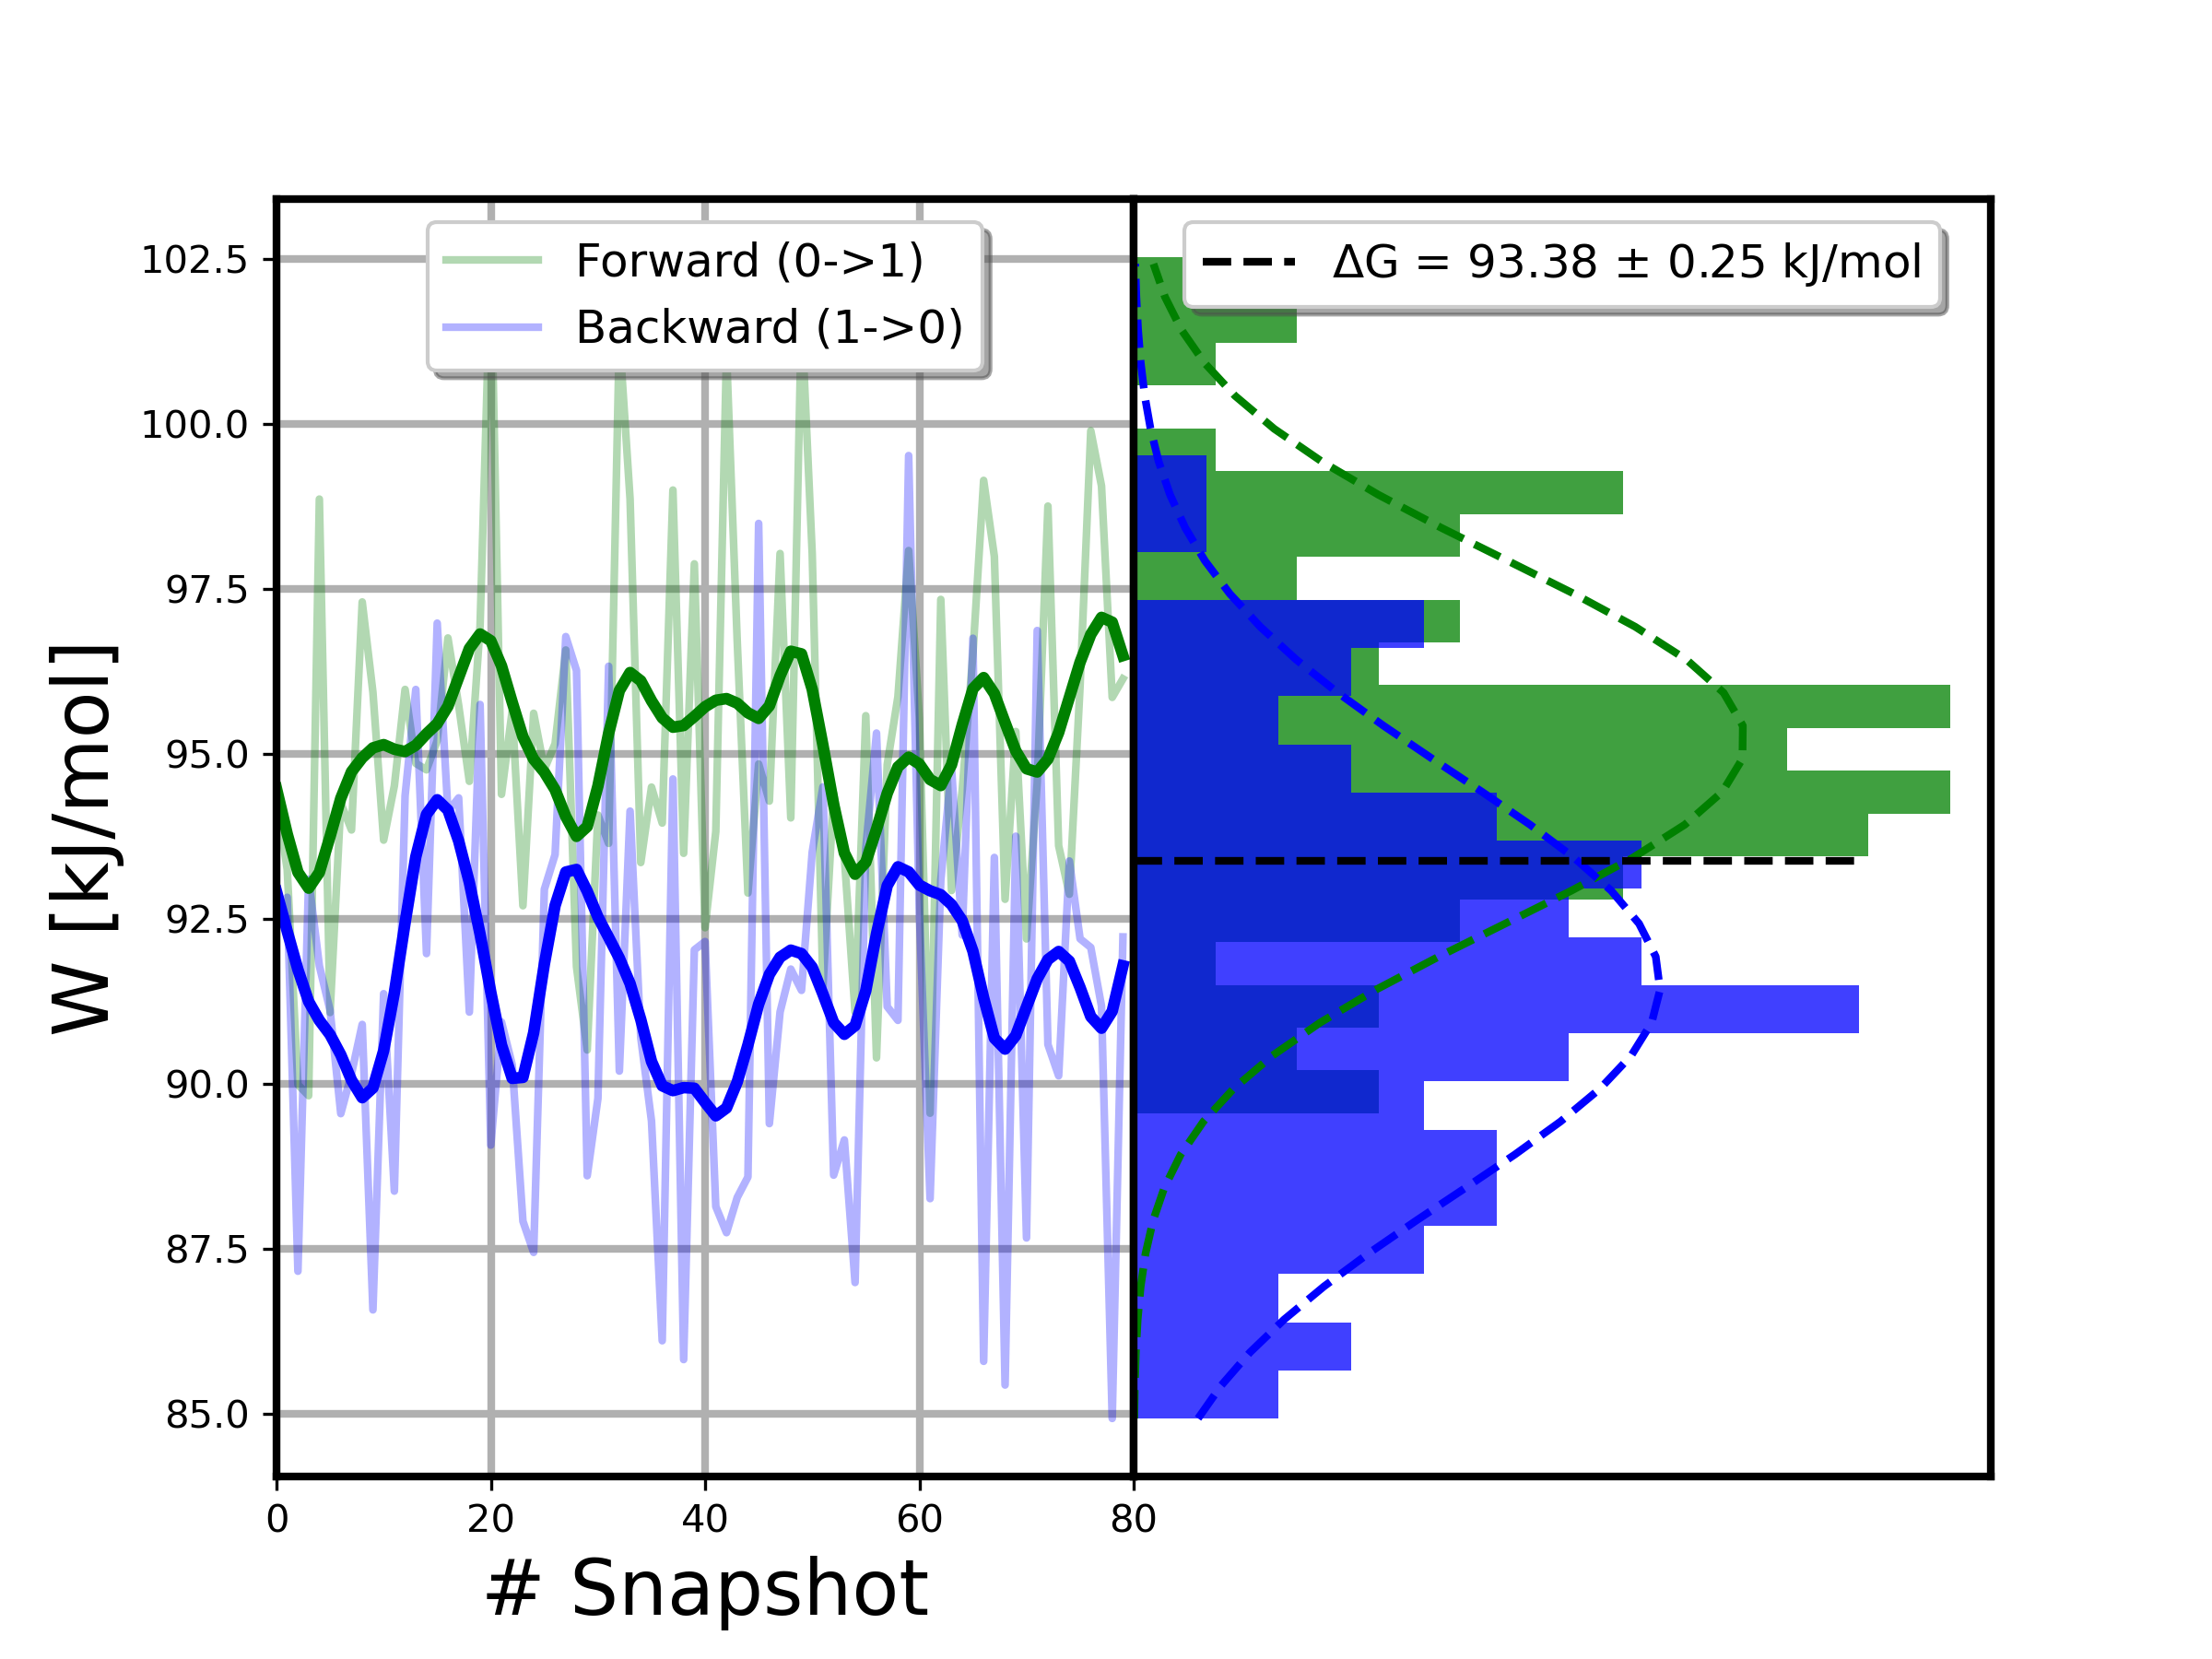 Forward (0->1)
Backward (1->0)
ΔG = 93.38 ± 0.25 kJ/mol
102.5
100.0
97.5
95.0
92.5
90.0
87.5
85.0
W [kJ/mol]
0 20 40 60 80
# Snapshot